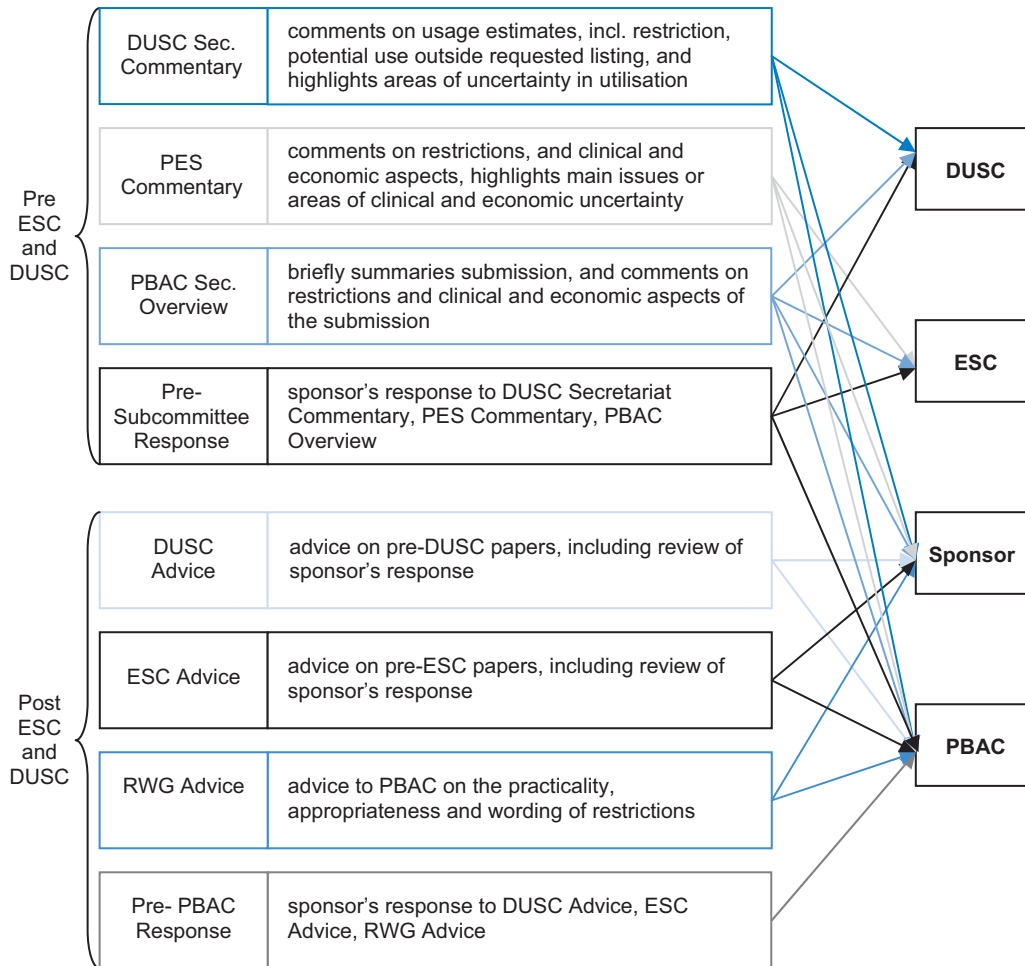 Pre
ESC
and
DUSC
DUSC Sec.
Commentary
comments on usage estimates, incl. restriction,
potential use outside requested listing, and
highlights areas of uncertainty in utilisation
PES
Commentary
comments on restrictions, and clinical and
economic aspects, highlights main issues or
areas of clinical and economic uncertainty
PBAC Sec.
Overview
briefly summaries submission, and comments on
restrictions and clinical and economic aspects of
the submission
Pre-
Subcommittee
Response
sponsor's response to DUSC Secretariat
Commentary, PES Commentary, PBAC
Overview
Post
ESC
and
DUSC
DUSC
Advice
advice on pre-DUSC papers, including review of
sponsor's response
ESC Advice
advice on pre-ESC papers, including review of
sponsor's response
RWG Advice
advice to PBAC on the practicality,
appropriateness and wording of restrictions
Pre- PBAC
Response
sponsor's response to DUSC Advice, ESC
Advice, RWG Advice
DUSC
ESC
Sponsor
PBAC